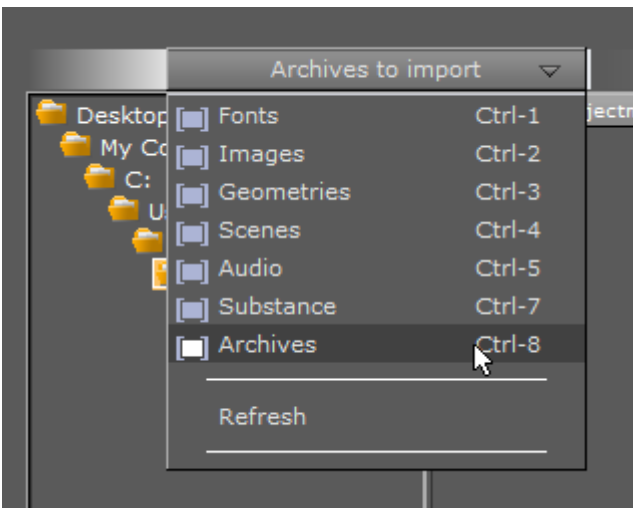 Archives to import
Desktop
Fonts Ctrl-1
My
Images Ctrl-2
C:
Geometries Ctrl-3
Scenes Ctrl-4
Audio Ctrl-5
Substance Ctrl-7
Archives Ctrl-8
Refresh